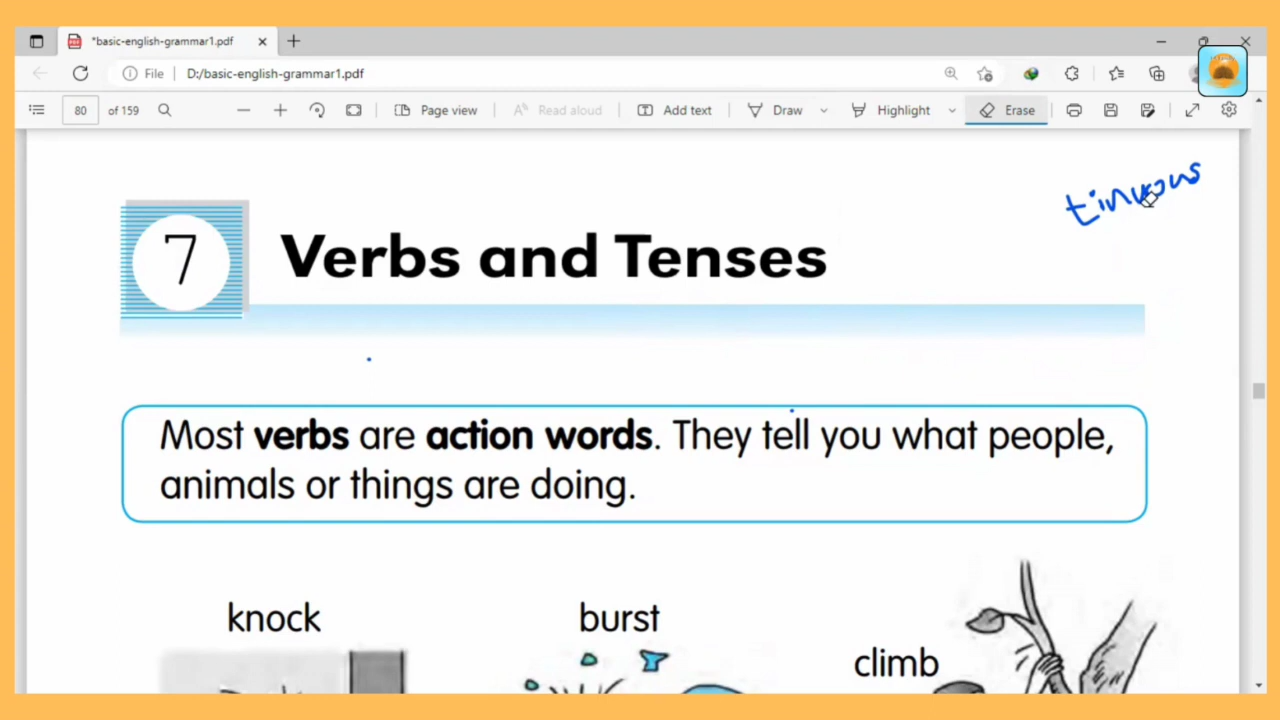 *basic-english-grammar1.pdf
File D:/basic-english-grammar1.pdf
80 of 159 Page view Read aloud Add text Draw Highlight Erase
tinuous
7 Verbs and Tenses
Most verbs are action words. They tell you what people,
animals or things are doing.
knock burst
climb